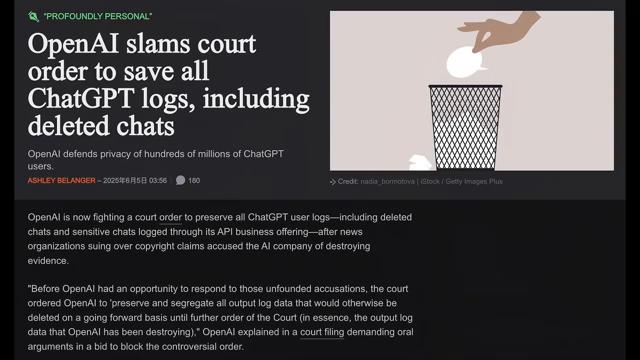 "PROFOUNDLY PERSONAL"
OpenAI slams court
order to save all
ChatGPT logs, including
deleted chats
OpenAI defends privacy of hundreds of millions of ChatGPT
users.
ASHLEY BELANGER – 2025年6月5日 03:56 180
Credit: nadia_bormotova | iStock / Getty Images Plus
OpenAI is now fighting a court order to preserve all ChatGPT user logs—including deleted
chats and sensitive chats logged through its API business offering—after news
organizations suing over copyright claims accused the AI company of destroying
evidence.
"Before OpenAI had an opportunity to respond to those unfounded accusations, the court
ordered OpenAI to 'preserve and segregate all output log data that would otherwise be
deleted on a going forward basis until further order of the Court (in essence, the output log
data that OpenAI has been destroying)," OpenAI explained in a court filing demanding oral
arguments in a bid to block the controversial order.